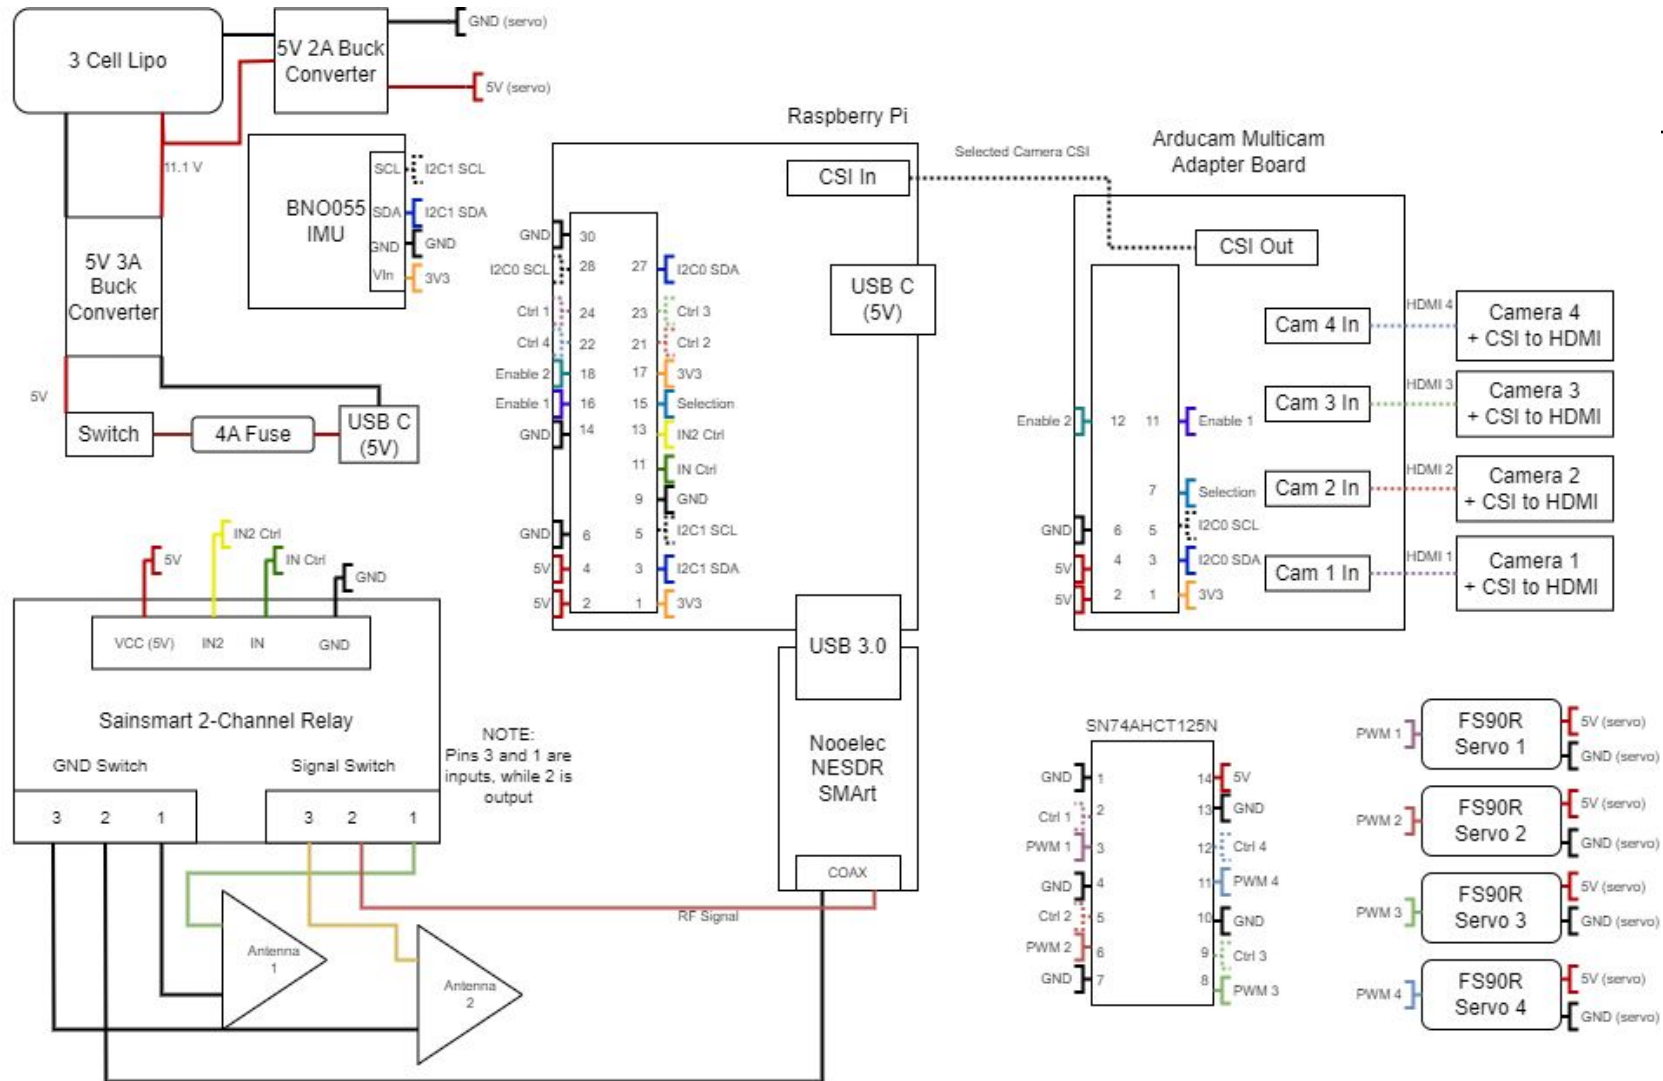 3 Cell Lipo
5V 2A Buck
Converter
GND (servo)
5V (servo)
11.1 V
5V 3A
Buck
Converter
5V
Switch
4A Fuse
USB C
(5V)
BNO055
IMU
SCL
SDA
GND
VIn
I2C1 SCL
I2C1 SDA
GND
3V3
Raspberry Pi
CSI In
USB C
(5V)
GND 30
I2C0 SCL 28 27 I2C0 SDA
Ctrl 1 24 23 Ctrl 3
Ctrl 4 22 21 Ctrl 2
Enable 2 18 17 3V3
Enable 1 16 15 Selection
GND 14 13 IN2 Ctrl
11 IN Ctrl
9 GND
GND 6 5 I2C1 SCL
5V 4 3 I2C1 SDA
5V 2 1 3V3
USB 3.0
Nooelec
NESDR
SMArt
COAX
RF Signal
Selected Camera CSI
Arducam Multicam
Adapter Board
CSI Out
Enable 2 12 11 Enable 1
7 Selection
GND 6 5 I2C0 SCL
5V 4 3 I2C0 SDA
5V 2 1 3V3
Cam 4 In
HDMI 4
Camera 4
+ CSI to HDMI
Cam 3 In
HDMI 3
Camera 3
+ CSI to HDMI
Cam 2 In
HDMI 2
Camera 2
+ CSI to HDMI
Cam 1 In
HDMI 1
Camera 1
+ CSI to HDMI
5V
IN2 Ctrl
IN Ctrl
GND
VCC (5V) IN2 IN GND
Sainsmart 2-Channel Relay
GND Switch
Signal Switch
3 2 1
3 2 1
NOTE:
Pins 3 and 1 are
inputs, while 2 is
output
Antenna
1
Antenna
2
SN74AHCT125N
GND 1 14 5V
Ctrl 1 2 13 GND
PWM 1 3 12 Ctrl 4
GND 4 11 PWM 4
Ctrl 2 5 10 GND
PWM 2 6 9 Ctrl 3
GND 7 8 PWM 3
PWM 1
FS90R
Servo 1
5V (servo)
GND (servo)
PWM 2
FS90R
Servo 2
5V (servo)
GND (servo)
PWM 3
FS90R
Servo 3
5V (servo)
GND (servo)
PWM 4
FS90R
Servo 4
5V (servo)
GND (servo)